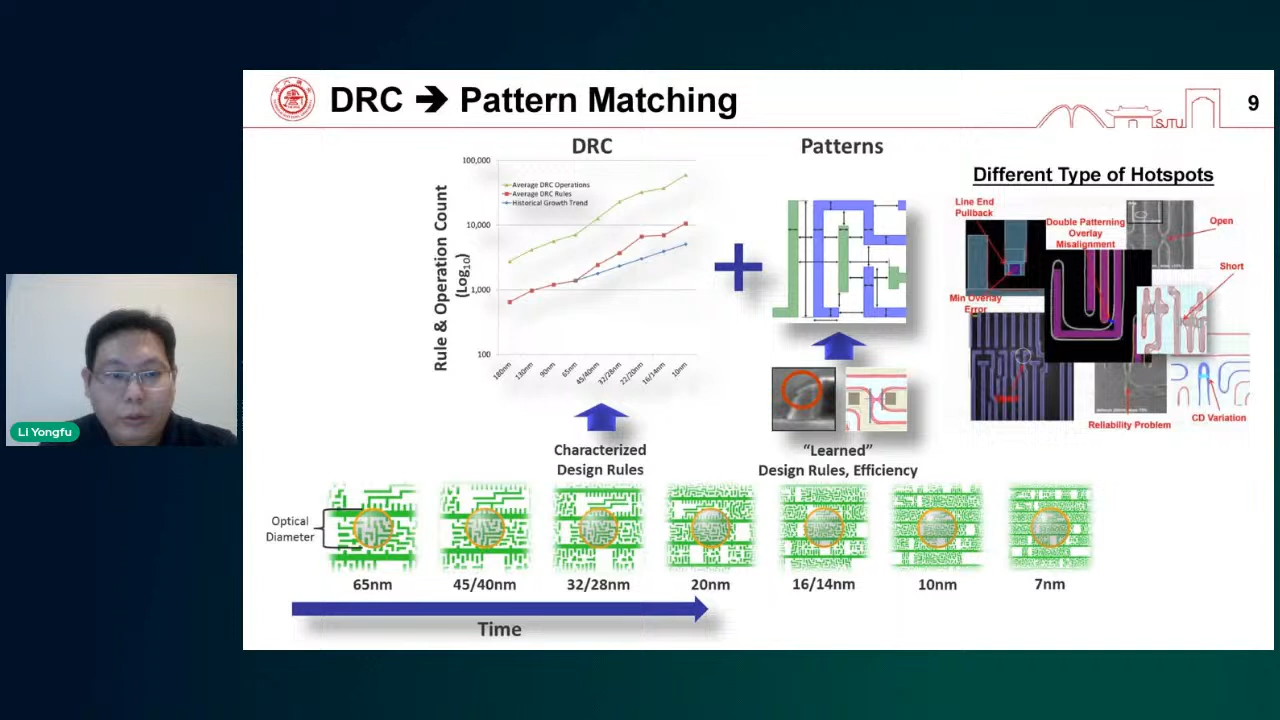 DRC ➔ Pattern Matching
SJTU
9
DRC
100,000
10,000
1,000
100
Rule & Operation Count
(Log10)
Average DRC Operations
Average DRC Rules
Historical Growth Trend
180nm
130nm
90nm
65nm
45/40nm
32/28nm
22/20nm
16/14nm
10nm
Patterns
Different Type of Hotspots
Line End
Pullback
Double Patterning
Overlay
Misalignment
Open
Short
Min Overlay
Error
Reliability Problem
CD Variation
Characterized
Design Rules
“Learned”
Design Rules, Efficiency
Optical
Diameter
65nm
45/40nm
32/28nm
20nm
16/14nm
10nm
7nm
Time
LI Yongfu